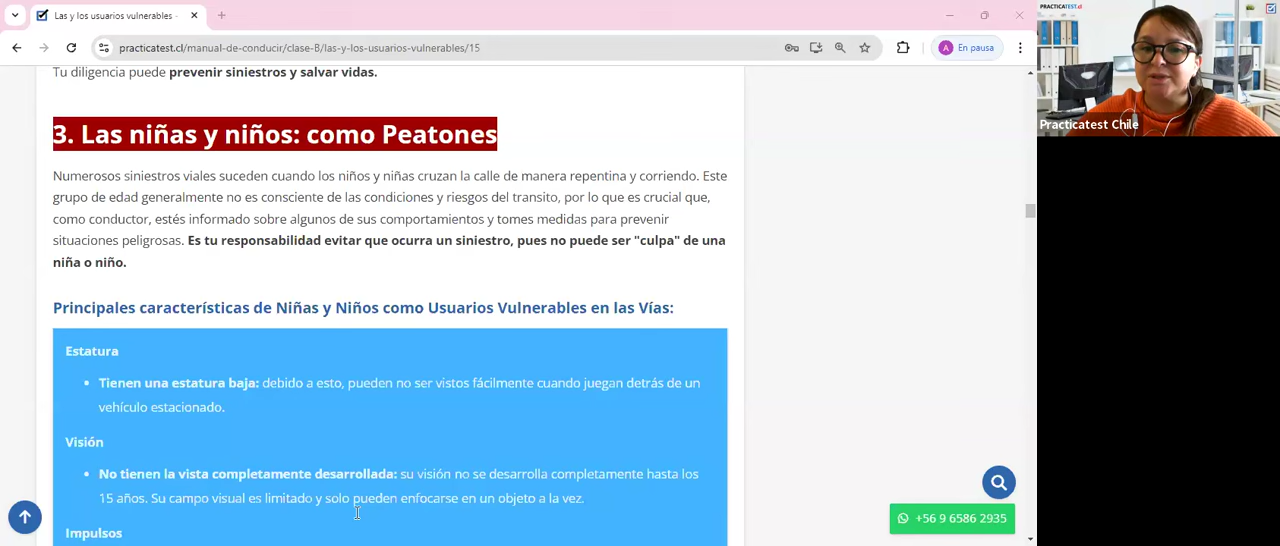 Las y los usuarios vulnerables -
practicatest.cl/manual-de-conducir/clase-B/las-y-los-usuarios-vulnerables/15
A
En pausa
Tu diligencia puede prevenir siniestros y salvar vidas.
3. Las niñas y niños: como Peatones
Numerosos siniestros viales suceden cuando los niños y niñas cruzan la calle de manera repentina y corriendo. Este
grupo de edad generalmente no es consciente de las condiciones y riesgos del transito, por lo que es crucial que,
como conductor, estés informado sobre algunos de sus comportamientos y tomes medidas para prevenir
situaciones peligrosas. Es tu responsabilidad evitar que ocurra un siniestro, pues no puede ser "culpa" de una
niña o niño.
Principales características de Niñas y Niños como Usuarios Vulnerables en las Vías:
Estatura
• Tienen una estatura baja: debido a esto, pueden no ser vistos fácilmente cuando juegan detrás de un
vehículo estacionado.
Visión
• No tienen la vista completamente desarrollada: su visión no se desarrolla completamente hasta los
15 años. Su campo visual es limitado y solo pueden enfocarse en un objeto a la vez.
Impulsos
+56 9 6586 2935
PRACTICATEST.cl
Practicatest Chile